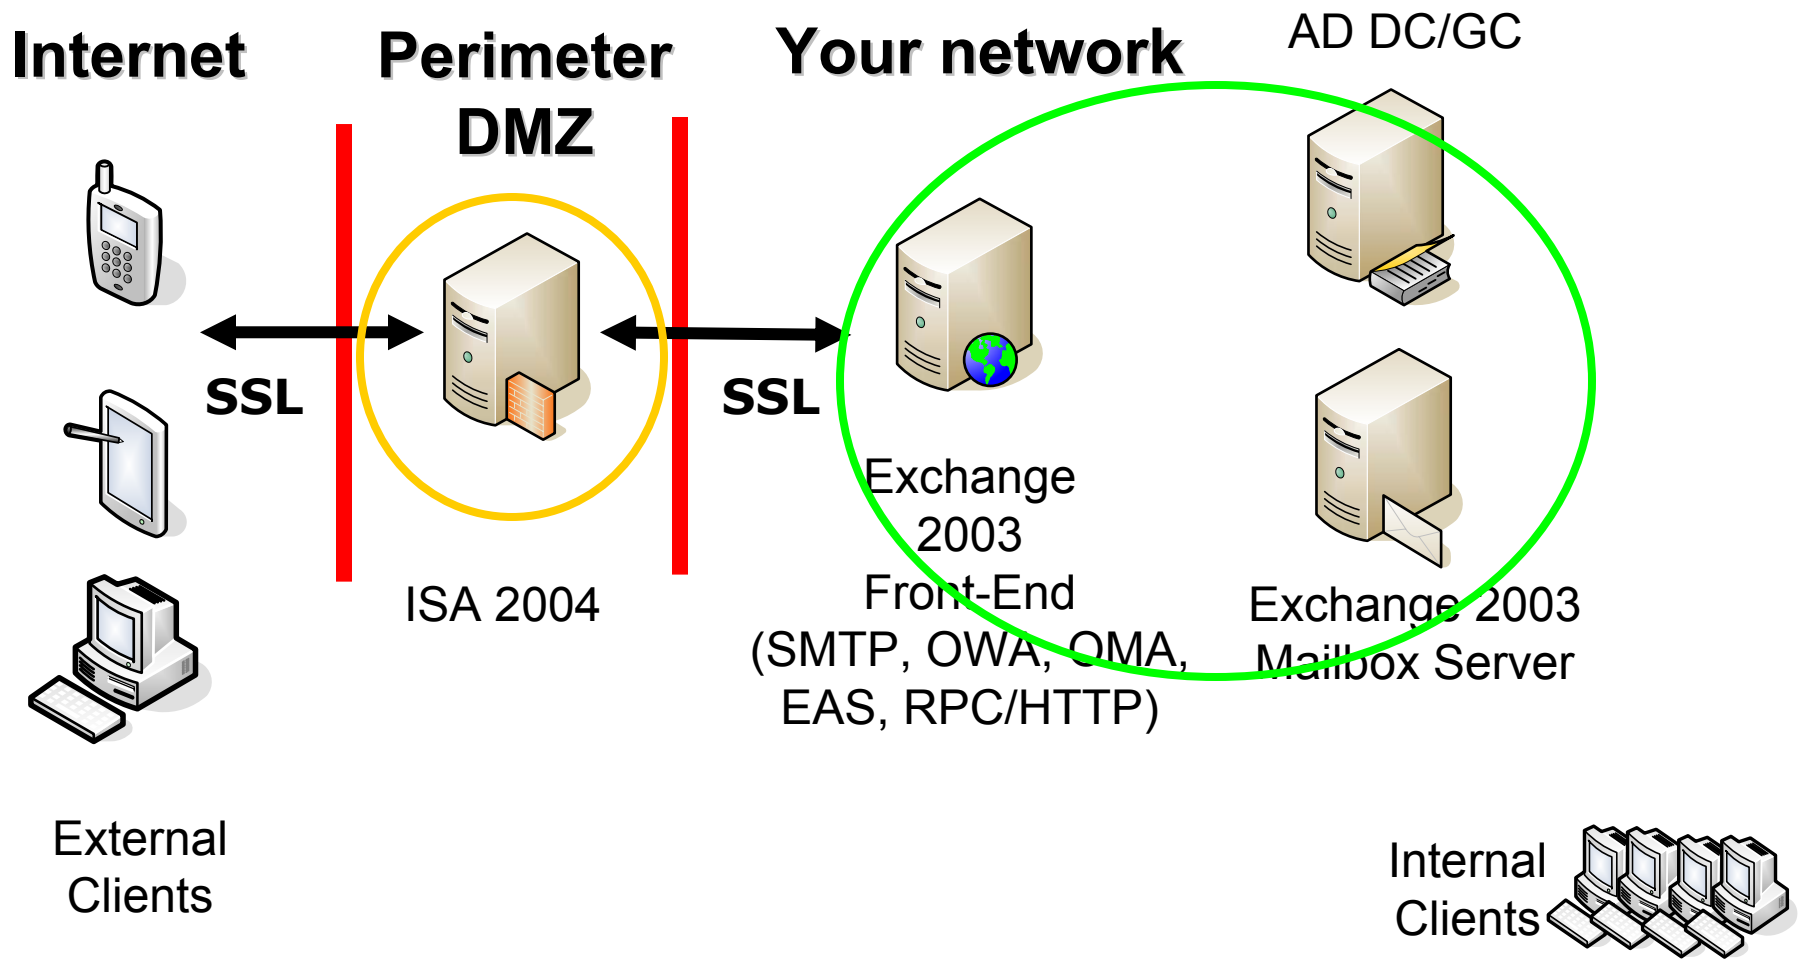 Internet
Perimeter
DMZ
Your network
AD DC/GC
SSL
SSL
ISA 2004
Exchange
2003
Front-End
(SMTP, OWA, OMA,
EAS, RPC/HTTP)
Exchange 2003
Mailbox Server
External
Clients
Internal
Clients